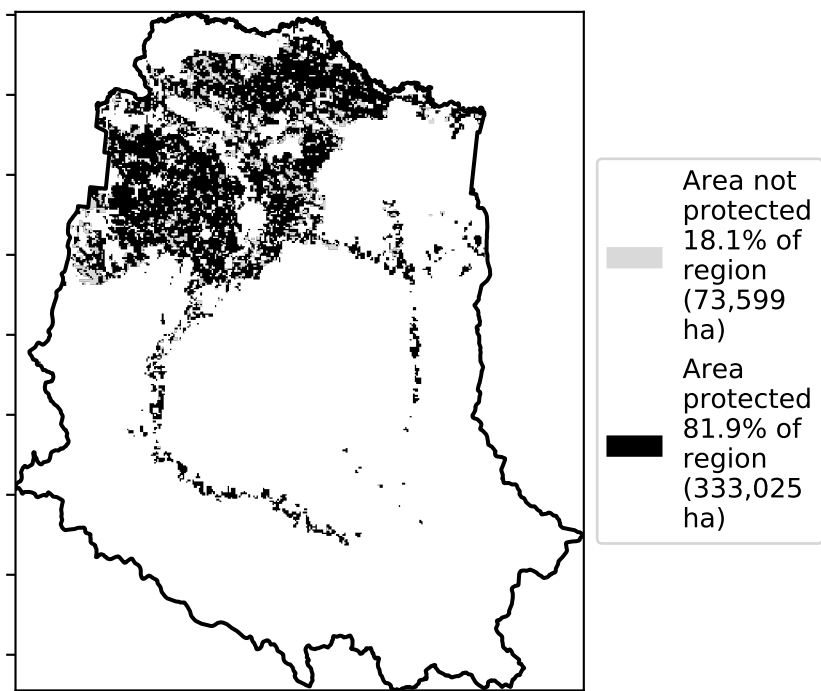 Area not
protected
18.1% of
region
(73,599
ha)
Area
protected
81.9% of
region
(333,025
ha)